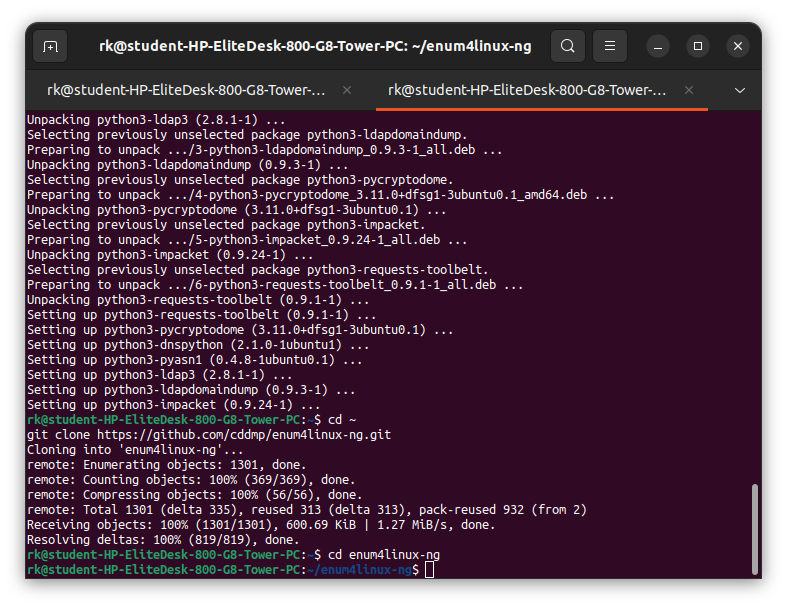 rk@student-HP-EliteDesk-800-G8-Tower-PC: ~/enum4linux-ng
rk@student-HP-EliteDesk-800-G8-Tower-... × rk@student-HP-EliteDesk-800-G8-Tower-... ×
Unpacking python3-ldap3 (2.8.1-1) ...
Selecting previously unselected package python3-ldapdomaindump.
Preparing to unpack .../3-python3-ldapdomaindump_0.9.3-1_all.deb ...
Unpacking python3-ldapdomaindump (0.9.3-1) ...
Selecting previously unselected package python3-pycryptodome.
Preparing to unpack .../4-python3-pycryptodome_3.11.0+dfsg1-3ubuntu0.1_amd64.deb ...
Unpacking python3-pycryptodome (3.11.0+dfsg1-3ubuntu0.1) ...
Selecting previously unselected package python3-impacket.
Preparing to unpack .../5-python3-impacket_0.9.24-1_all.deb ...
Unpacking python3-impacket (0.9.24-1) ...
Selecting previously unselected package python3-requests-toolbelt.
Preparing to unpack .../6-python3-requests-toolbelt_0.9.1-1_all.deb ...
Unpacking python3-requests-toolbelt (0.9.1-1) ...
Setting up python3-requests-toolbelt (0.9.1-1) ...
Setting up python3-pycryptodome (3.11.0+dfsg1-3ubuntu0.1) ...
Setting up python3-dnspython (2.1.0-1ubuntu1) ...
Setting up python3-pyasn1 (0.4.8-1ubuntu0.1) ...
Setting up python3-ldap3 (2.8.1-1) ...
Setting up python3-ldapdomaindump (0.9.3-1) ...
Setting up python3-impacket (0.9.24-1) ...
rk@student-HP-EliteDesk-800-G8-Tower-PC:~$ cd ~
git clone https://github.com/cddmp/enum4linux-ng.git
Cloning into 'enum4linux-ng'...
remote: Enumerating objects: 1301, done.
remote: Counting objects: 100% (369/369), done.
remote: Compressing objects: 100% (56/56), done.
remote: Total 1301 (delta 335), reused 313 (delta 313), pack-reused 932 (from 2)
Receiving objects: 100% (1301/1301), 600.69 KiB | 1.27 MiB/s, done.
Resolving deltas: 100% (819/819), done.
rk@student-HP-EliteDesk-800-G8-Tower-PC:~$ cd enum4linux-ng
rk@student-HP-EliteDesk-800-G8-Tower-PC:~/enum4linux-ng$